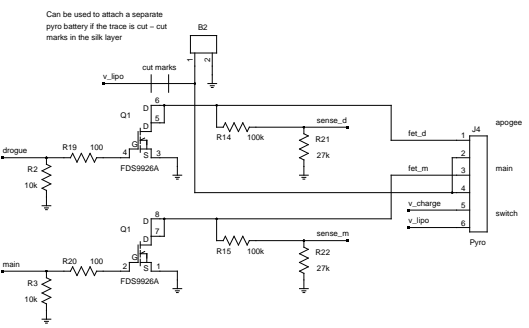 Can be used to attach a separate
pyro battery if the trace is cut – cut
marks in the silk layer
B2
1 2
cut marks
v_lipo
6
D
Q1
D 5
J4
apogee
sense_d
fet_d 1
R14 100k
R21
27k
drogue
R19 100
4 G S 3
FDS9926A
R2
10k
2
fet_m 3
main
4
v_charge 5
switch
v_lipo 6
Pyro
8
D
Q1
D 7
sense_m
R15 100k
R22
27k
main
R20 100
2 G S 1
FDS9926A
R3
10k